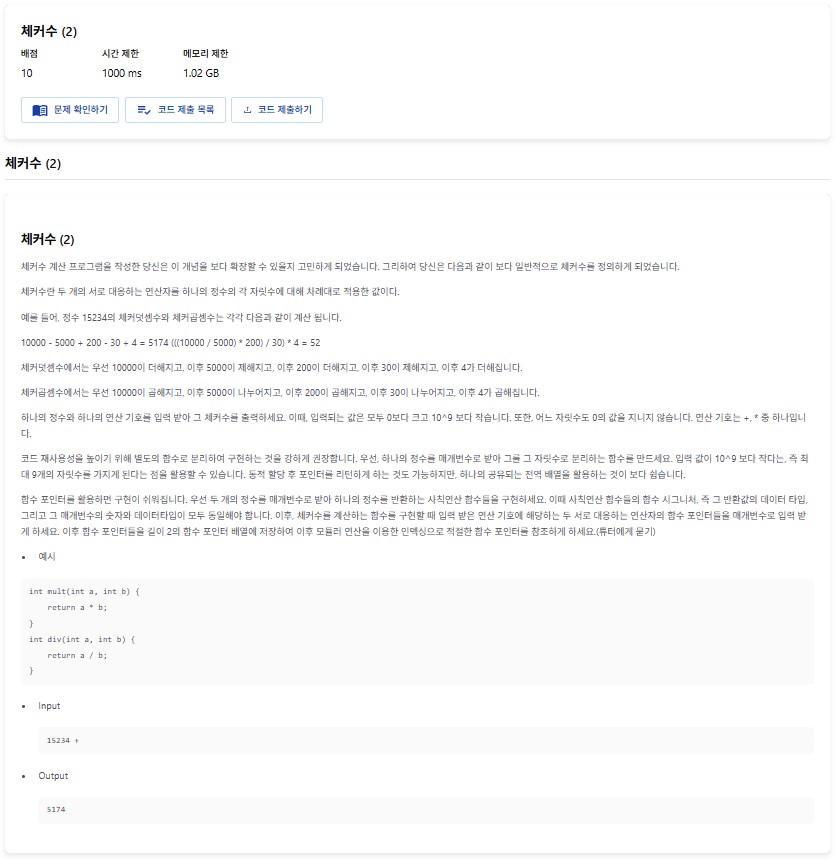 체커수 (2)
배점 시간 제한 메모리 제한
10 1000 ms 1.02 GB
문제 확인하기 코드 제출 목록 코드 제출하기
체커수 (2)
체커수 (2)
체커수 계산 프로그램을 작성한 당신은 이 개념을 보다 확장할 수 있을지 고민하게 되었습니다. 그리하여 당신은 다음과 같이 보다 일반적으로 체커수를 정의하게 되었습니다.
체커수란 두 개의 서로 대응하는 연산자를 하나의 정수의 각 자릿수에 대해 차례대로 적용한 값이다.
예를 들어, 정수 15234의 체커덧셈수와 체커곱셈수는 각각 다음과 같이 계산 됩니다.
10000 - 5000 + 200 - 30 + 4 = 5174 (((10000 / 5000) * 200) / 30) * 4 = 52
체커덧셈수에서는 우선 10000이 더해지고, 이후 5000이 제해지고, 이후 200이 더해지고, 이후 30이 제해지고, 이후 4가 더해집니다.
체커곱셈수에서는 우선 10000이 곱해지고, 이후 5000이 나누어지고, 이후 200이 곱해지고, 이후 30이 나누어지고, 이후 4가 곱해집니다.
하나의 정수와 하나의 연산 기호를 입력 받아 그 체커수를 출력하세요. 이때, 입력되는 값은 모두 0보다 크고 10^9 보다 작습니다. 또한, 어느 자릿수도 0의 값을 지니지 않습니다. 연산 기호는 +, * 중 하나입니
다.
코드 재사용성을 높이기 위해 별도의 함수로 분리하여 구현하는 것을 강하게 권장합니다. 우선, 하나의 정수를 매개변수로 받아 그를 그 자릿수로 분리하는 함수를 만드세요. 입력 값이 10^9 보다 작다는, 즉 최
대 9개의 자릿수를 가지게 된다는 점을 활용할 수 있습니다. 동적 할당 후 포인터를 리턴하게 하는 것도 가능하지만, 하나의 공유되는 전역 배열을 활용하는 것이 보다 쉽습니다.
함수 포인터를 활용하면 구현이 쉬워집니다. 우선 두 개의 정수를 매개변수로 받아 하나의 정수를 반환하는 사칙연산 함수들을 구현하세요. 이때 사칙연산 함수들의 함수 시그니처, 즉 그 반환값의 데이터 타입,
그리고 그 매개변수의 숫자와 데이터타입이 모두 동일해야 합니다. 이후, 체커수를 계산하는 함수를 구현할 때 입력 받은 연산 기호에 해당하는 두 서로 대응하는 연산자의 함수 포인터들을 매개변수로 입력 받
게 하세요. 이후 함수 포인터들을 길이 2의 함수 포인터 배열에 저장하여 이후 모듈러 연산을 이용한 인덱싱으로 적절한 함수 포인터를 참조하게 하세요.(튜터에게 묻기)
• 예시
int mult(int a, int b) {
    return a * b;
}
int div(int a, int b) {
    return a / b;
}
• Input
15234 +
• Output
5174